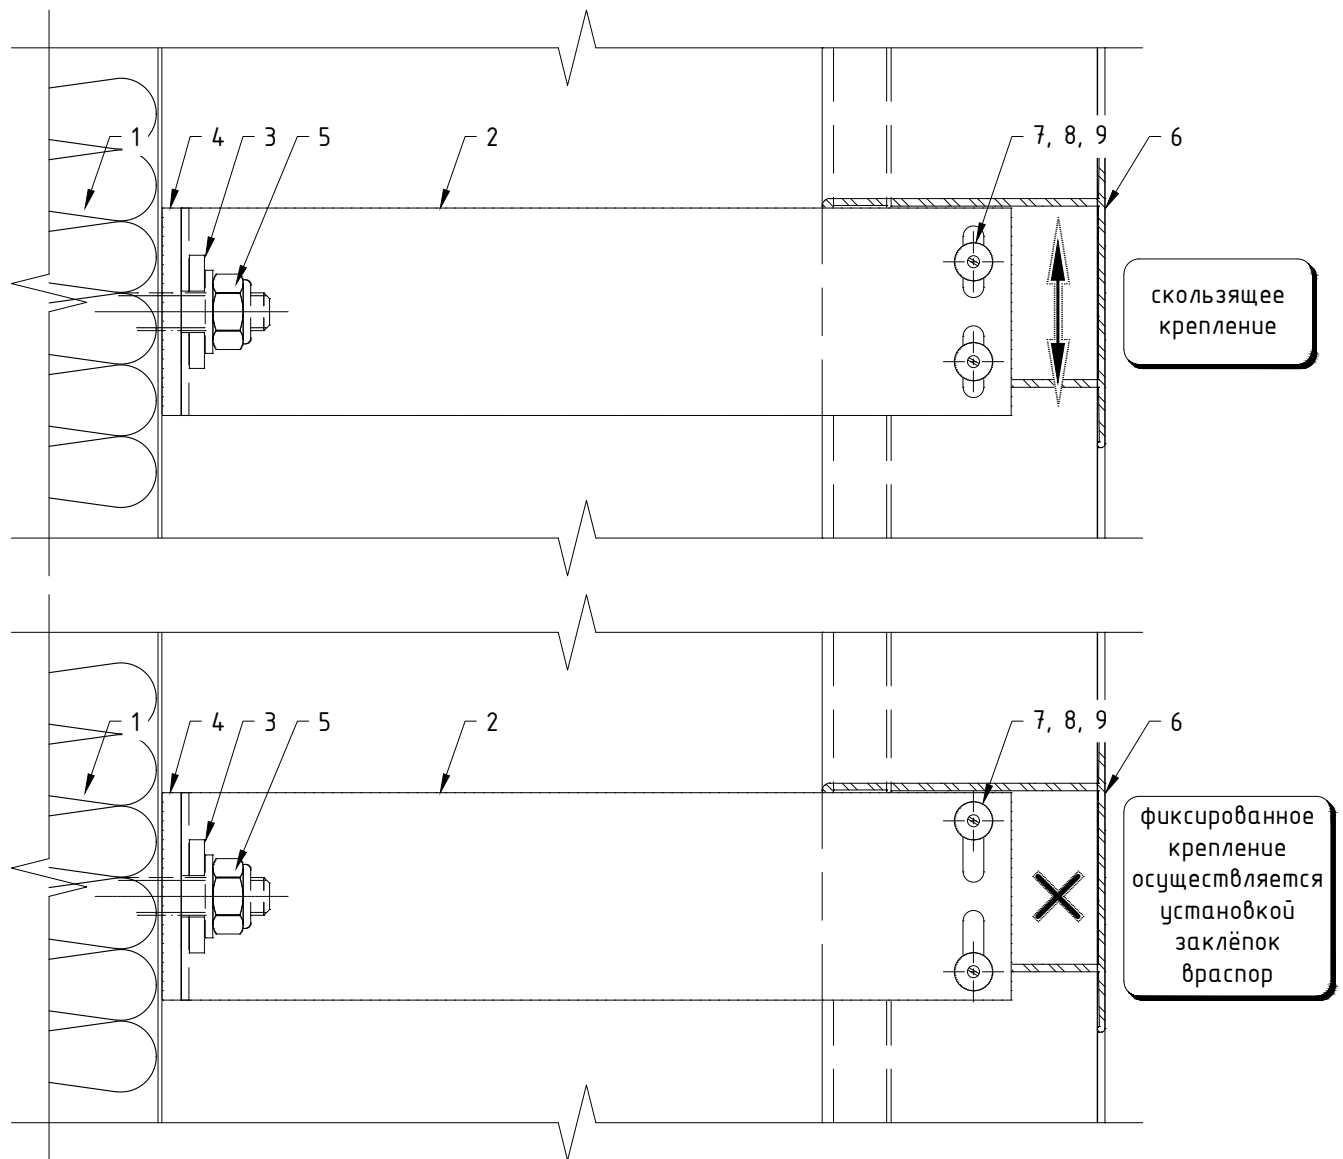 1 4 3 5 2 7, 8, 9 6
скользящее
крепление
1 4 3 5 2 7, 8, 9 6
фиксированное
крепление
осуществляется
установкой
заклёпок
враспор